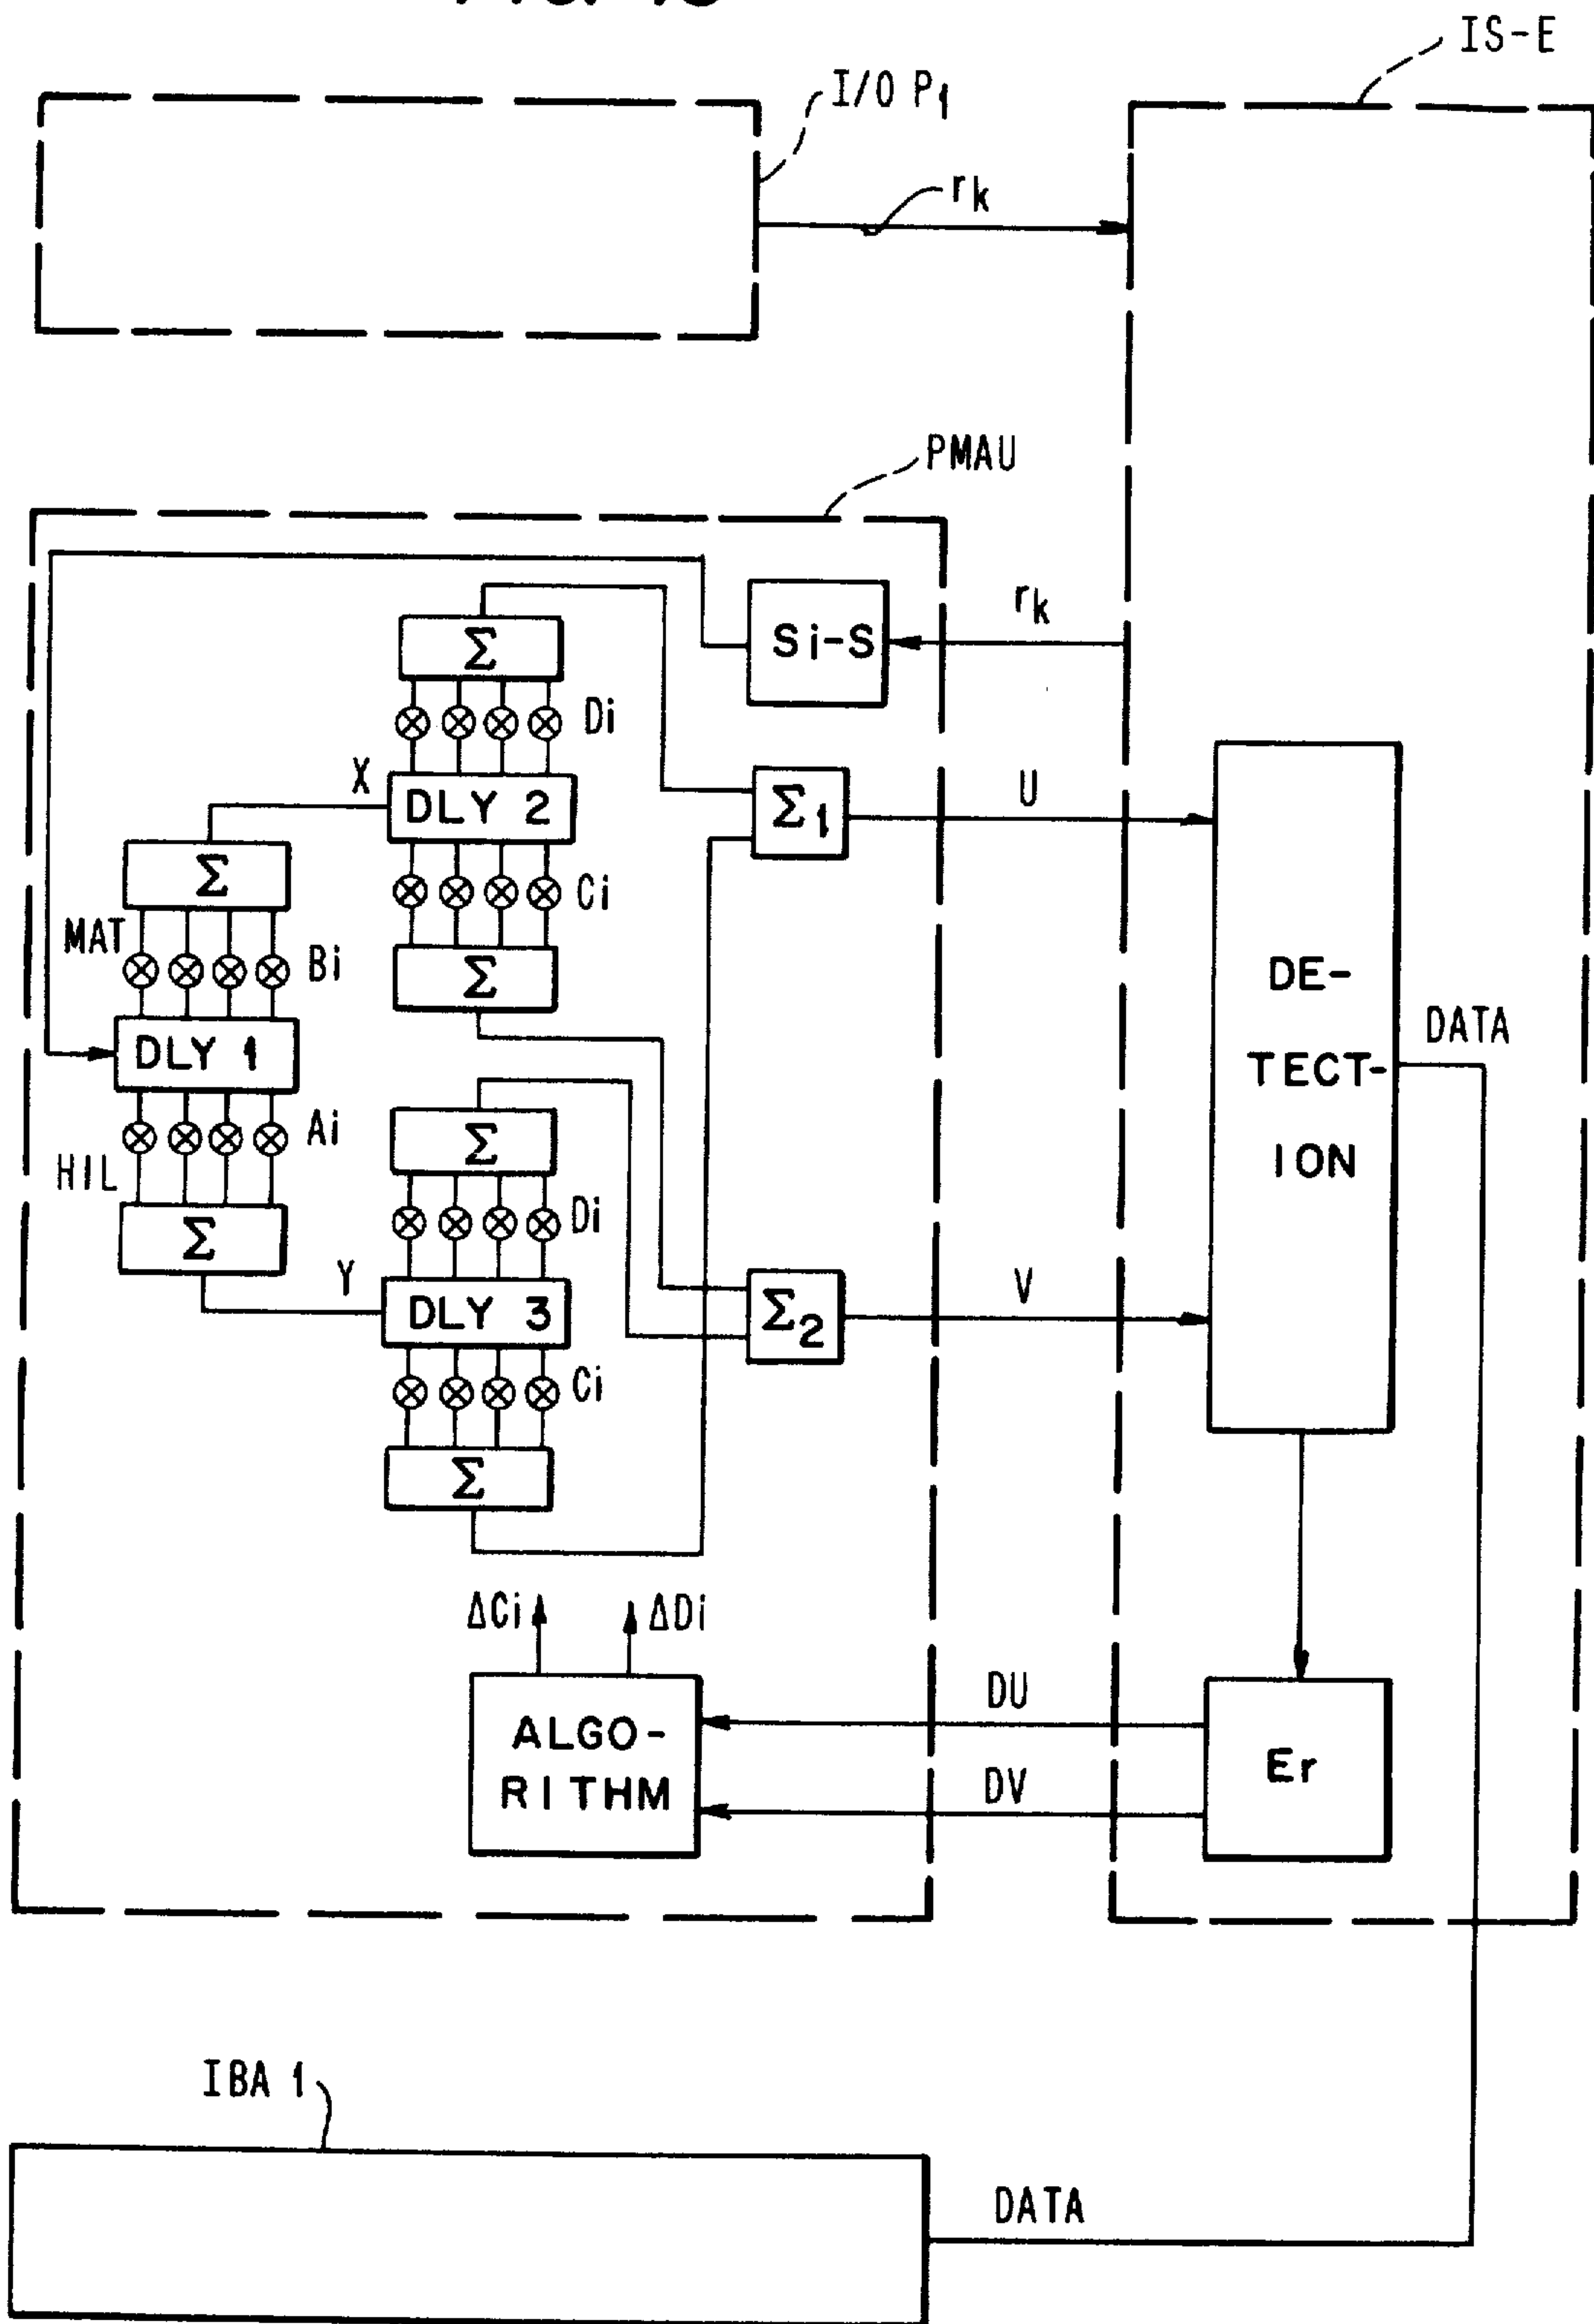 IS-E
I/O P1
rk
PMAU
Si-S
rk
Σ
Di
X
DLY 2
Σ1
U
Σ
Ci
MAT
Bi
Σ
DE-
TECT-
ION
DATA
DLY 1
Ai
HIL
Σ
Σ
Di
Y
DLY 3
Σ2
V
Ci
Σ
ΔCi
ΔDi
ALGO-
RITHM
DU
DV
Er
IBA 1
DATA